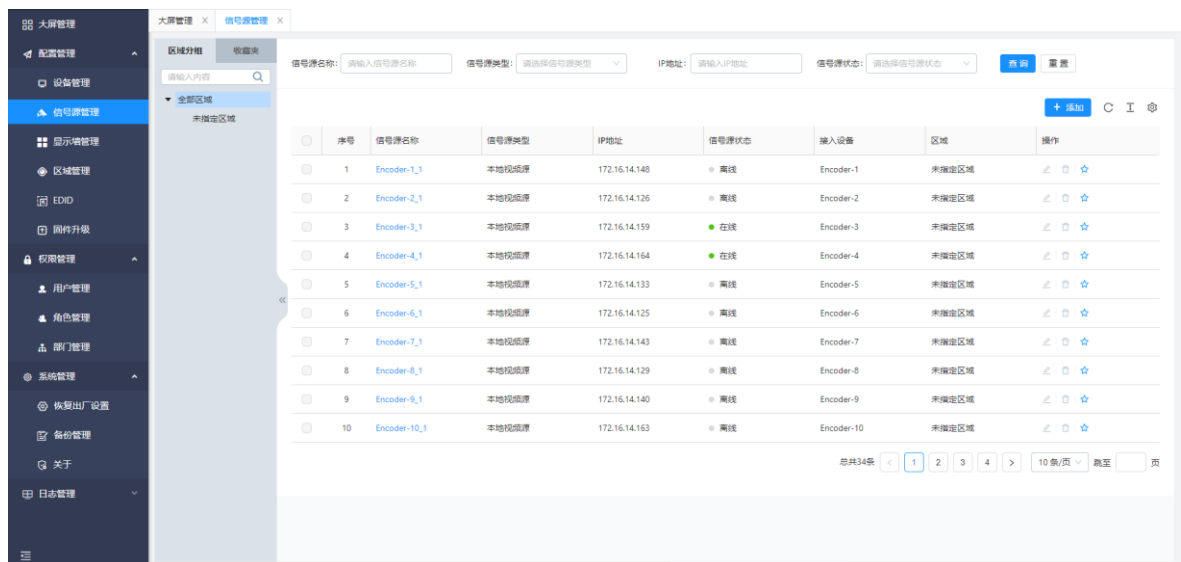 大屏管理
配置管理
设备管理
信号源管理
显示墙管理
区域管理
EDID
固件升级
权限管理
用户管理
角色管理
部门管理
系统管理
恢复出厂设置
备份管理
关于
日志管理
大屏管理 × 信号源管理 ×
区域分组 收藏夹
请输入内容
全部区域
未指定区域
信号源名称: 请输入信号源名称 信号源类型: 请选择信号源类型 IP地址: 请输入IP地址 信号源状态: 请选择信号源状态 查询 重置
+ 添加
序号 信号源名称 信号源类型 IP地址 信号源状态 接入设备 区域 操作
1 Encoder-1_1 本地视频源 172.16.14.148 离线 Encoder-1 未指定区域
2 Encoder-2_1 本地视频源 172.16.14.126 离线 Encoder-2 未指定区域
3 Encoder-3_1 本地视频源 172.16.14.159 在线 Encoder-3 未指定区域
4 Encoder-4_1 本地视频源 172.16.14.164 在线 Encoder-4 未指定区域
5 Encoder-5_1 本地视频源 172.16.14.133 离线 Encoder-5 未指定区域
6 Encoder-6_1 本地视频源 172.16.14.125 离线 Encoder-6 未指定区域
7 Encoder-7_1 本地视频源 172.16.14.143 离线 Encoder-7 未指定区域
8 Encoder-8_1 本地视频源 172.16.14.129 离线 Encoder-8 未指定区域
9 Encoder-9_1 本地视频源 172.16.14.140 离线 Encoder-9 未指定区域
10 Encoder-10_1 本地视频源 172.16.14.163 离线 Encoder-10 未指定区域
总共34条 < 1 2 3 4 > 10 条/页 跳至 页